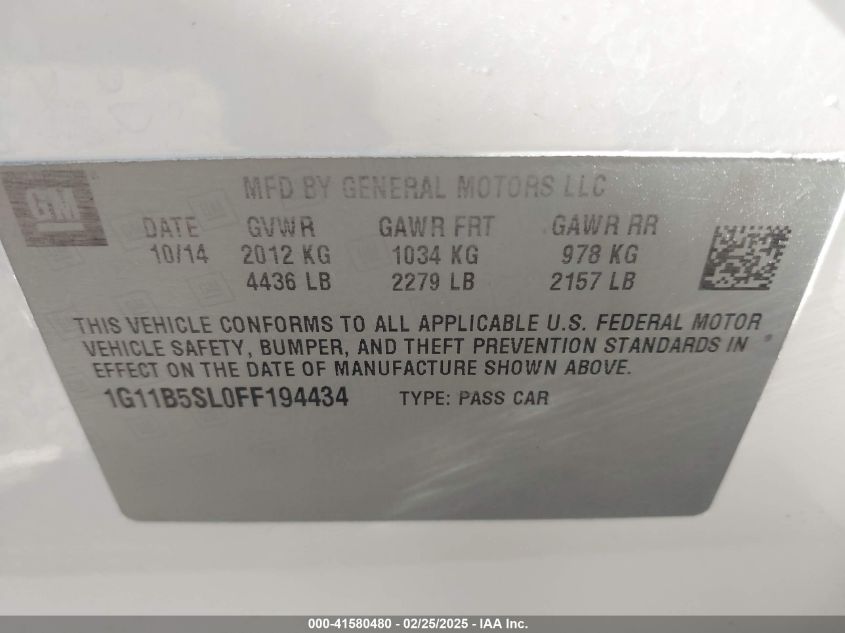 GM
MFD BY GENERAL MOTORS LLC
DATE GVWR GAWR FRT GAWR RR
10/14 2012 KG 1034 KG 978 KG
4436 LB 2279 LB 2157 LB
THIS VEHICLE CONFORMS TO ALL APPLICABLE U.S. FEDERAL MOTOR
VEHICLE SAFETY, BUMPER, AND THEFT PREVENTION STANDARDS IN
EFFECT ON THE DATE OF MANUFACTURE SHOWN ABOVE.
1G11B5SL0FF194434 TYPE: PASS CAR
000-41580480 - 02/25/2025 - IAA Inc.